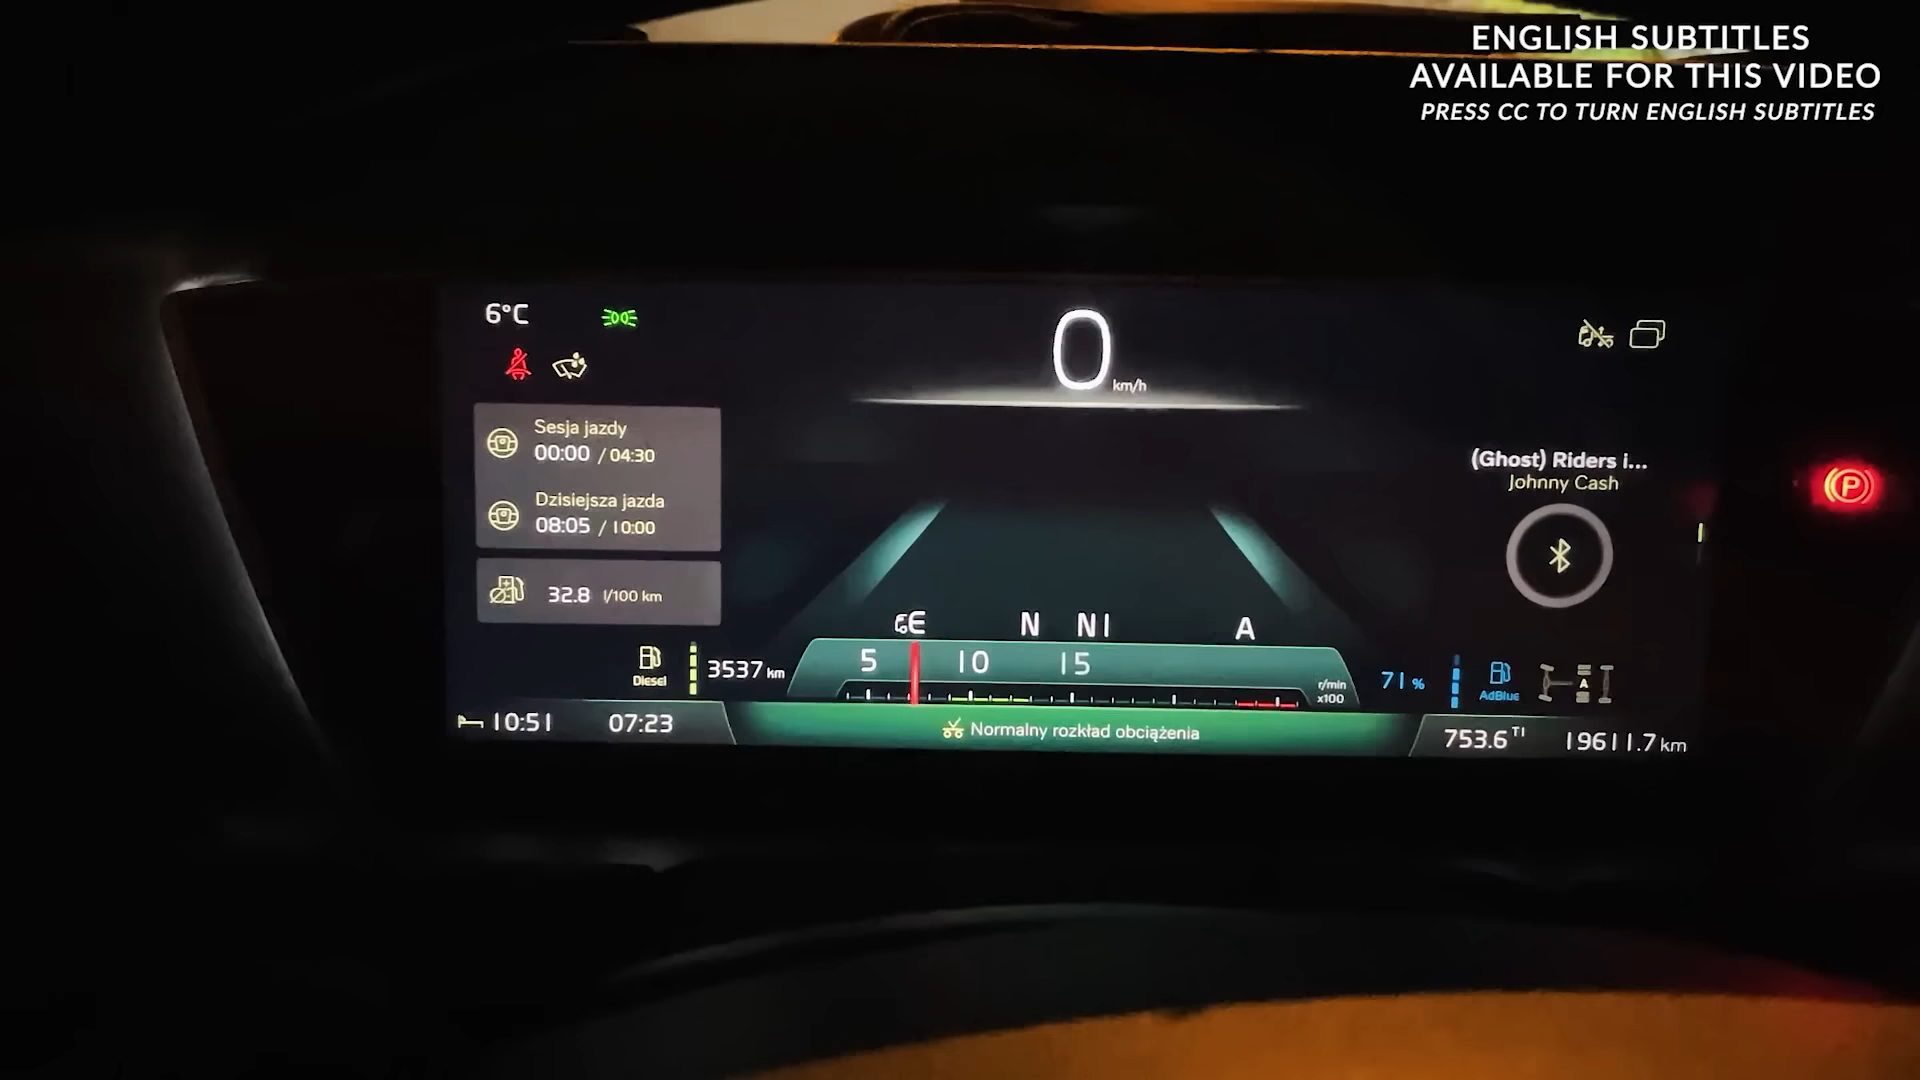 ENGLISH SUBTITLES
AVAILABLE FOR THIS VIDEO
PRESS CC TO TURN ENGLISH SUBTITLES
6°C
0 km/h
Sesja jazdy
00:00 / 04:30
Dzisiejsza jazda
08:05 / 10:00
32.8 l/100 km
(Ghost) Riders i...
Johnny Cash
P
E N N1 A
5 10 15
r/min
x100
Diesel
3537 km
71 %
AdBlue
A
10:51 07:23
Normalny rozkład obciążenia
753.6 T1 19611.7 km